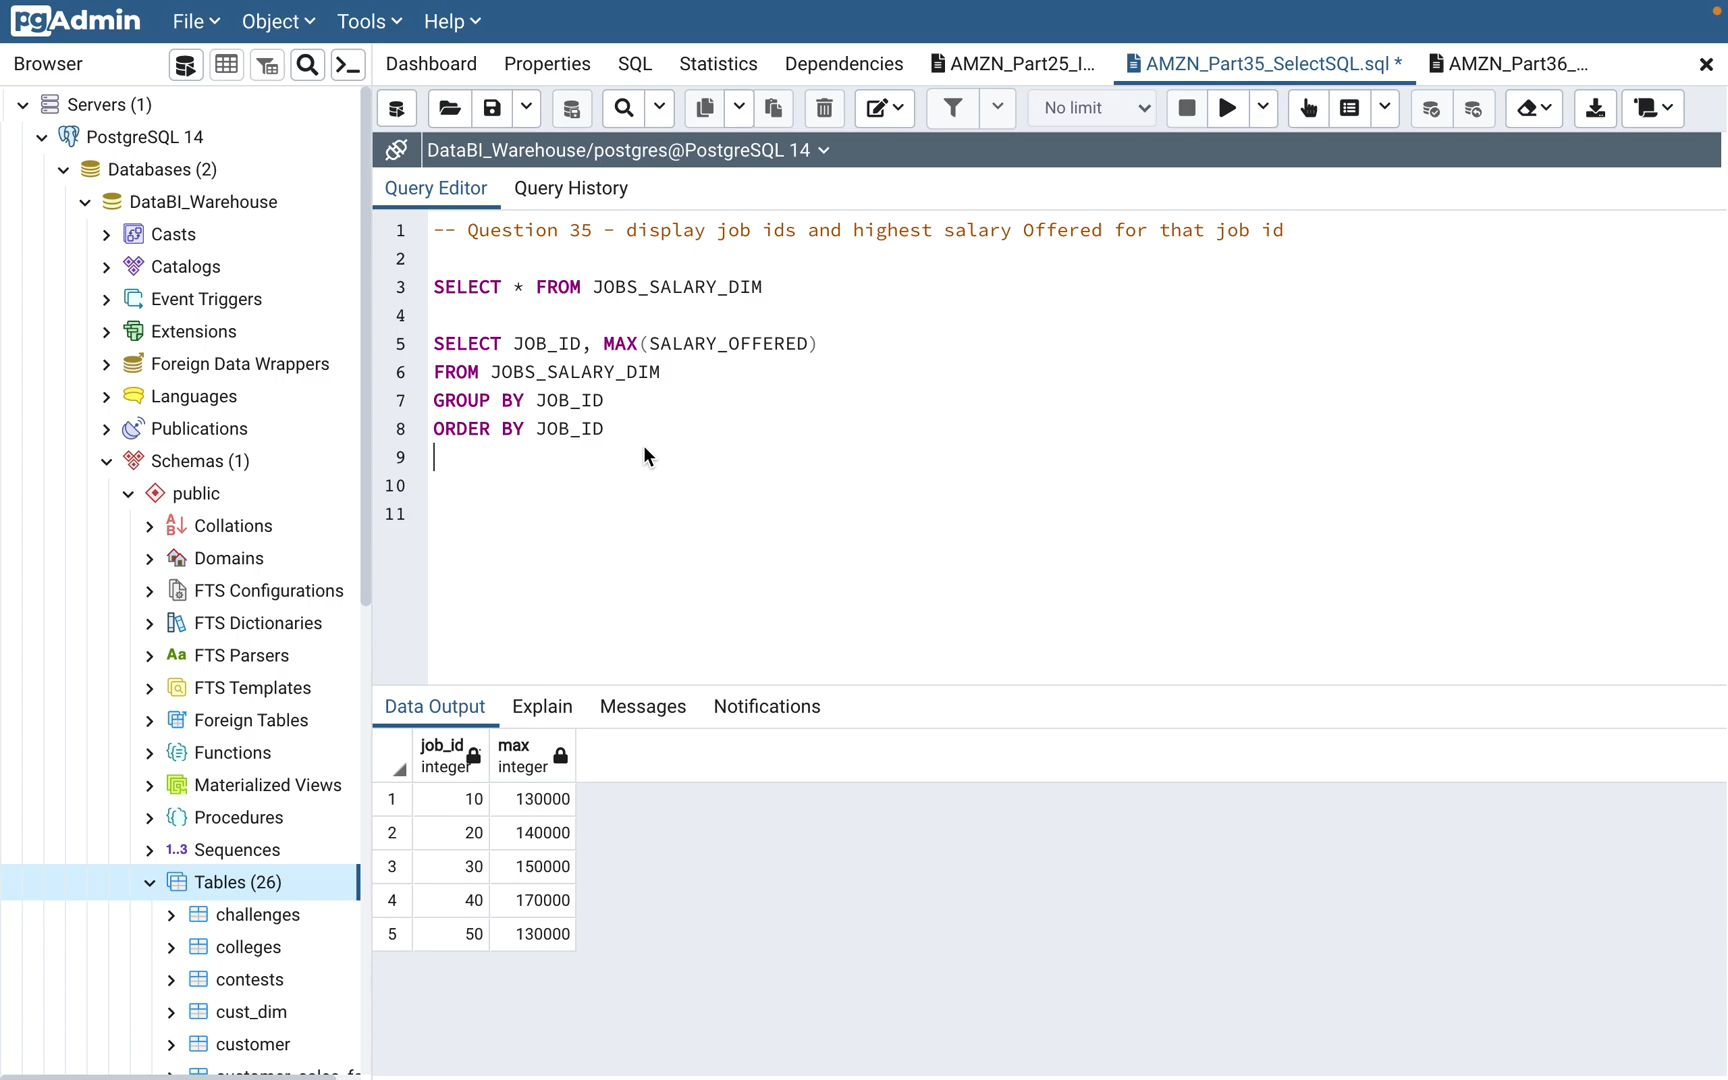 pgAdmin File Object Tools Help
Browser
Dashboard Properties SQL Statistics Dependencies AMZN_Part25_I... AMZN_Part35_SelectSQL.sql * AMZN_Part36_...
No limit
DataBI_Warehouse/postgres@PostgreSQL 14
Query Editor Query History
Servers (1)
PostgreSQL 14
Databases (2)
DataBI_Warehouse
Casts
Catalogs
Event Triggers
Extensions
Foreign Data Wrappers
Languages
Publications
Schemas (1)
public
Collations
Domains
FTS Configurations
FTS Dictionaries
Aa FTS Parsers
FTS Templates
Foreign Tables
Functions
Materialized Views
Procedures
1..3 Sequences
Tables (26)
challenges
colleges
contests
cust_dim
customer
1 -- Question 35 - display job ids and highest salary Offered for that job id
2
3 SELECT * FROM JOBS_SALARY_DIM
4
5 SELECT JOB_ID, MAX(SALARY_OFFERED)
6 FROM JOBS_SALARY_DIM
7 GROUP BY JOB_ID
8 ORDER BY JOB_ID
9
10
11
Data Output Explain Messages Notifications
job_id max
integer integer
1 10 130000
2 20 140000
3 30 150000
4 40 170000
5 50 130000